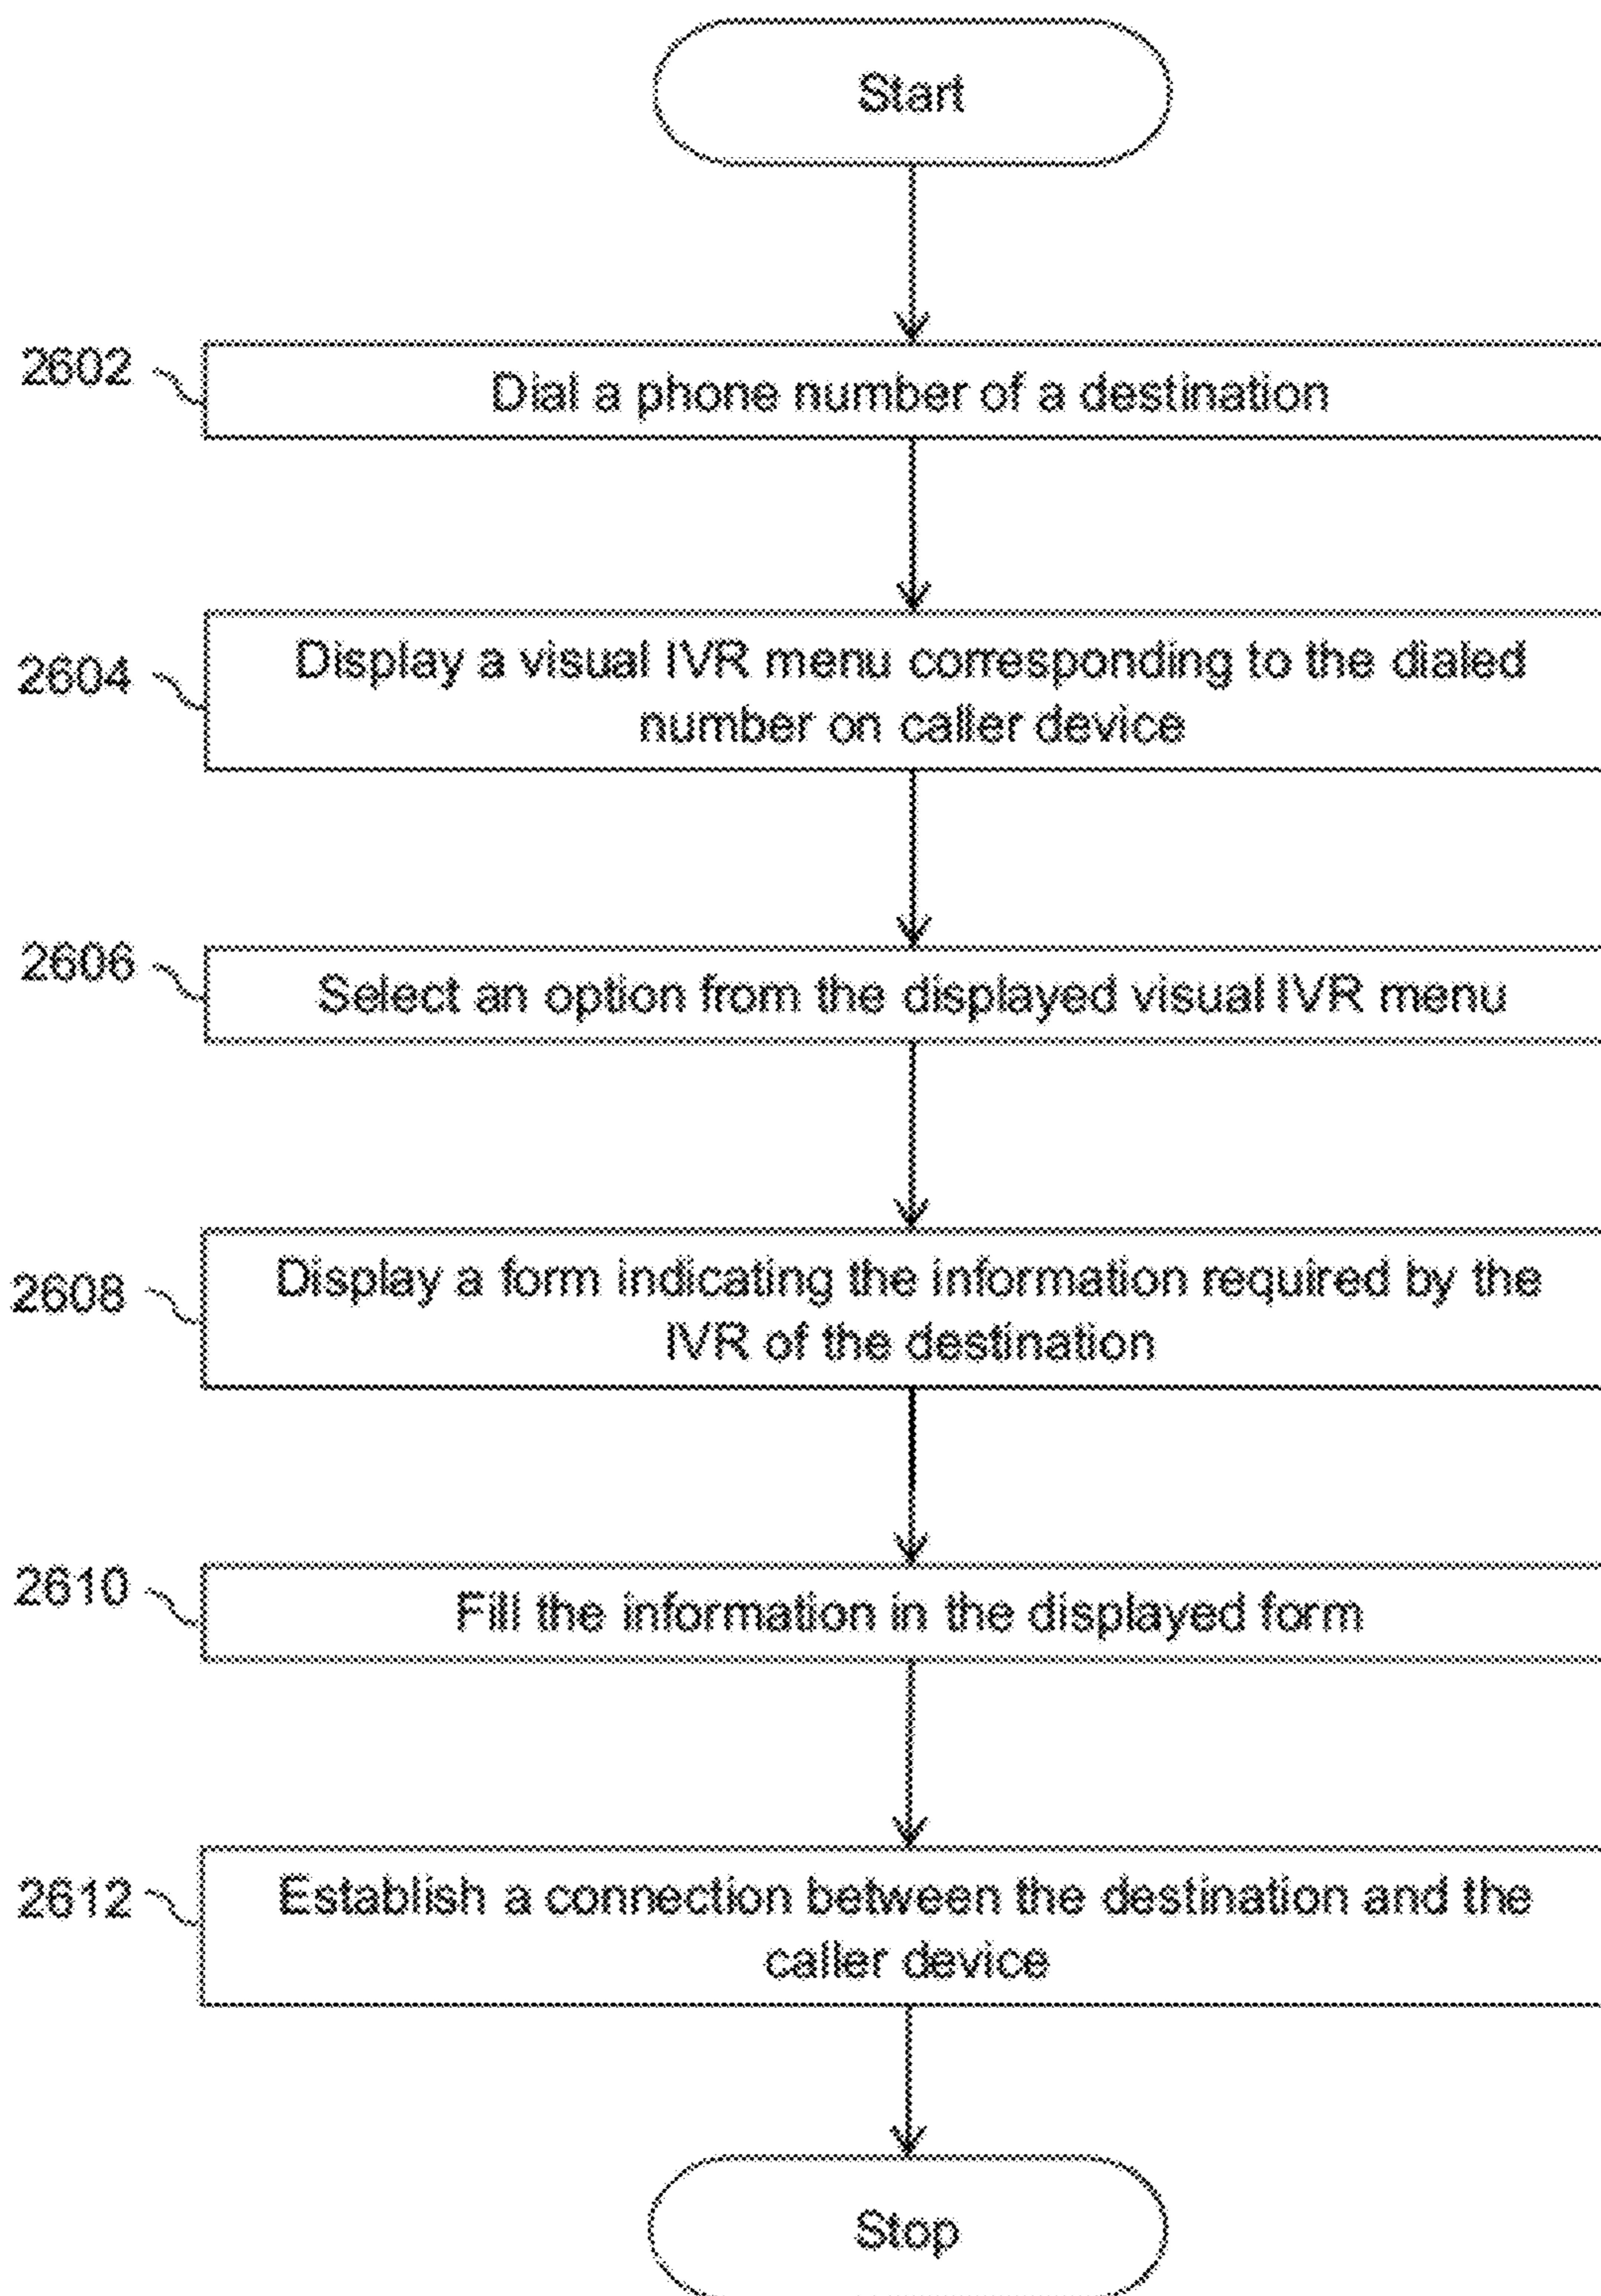 Start
2602
Dial a phone number of a destination
2604
Display a visual IVR menu corresponding to the dialed
number on caller device
2606
Select an option from the displayed visual IVR menu
2608
Display a form indicating the information required by the
IVR of the destination
2610
Fill the information in the displayed form
2612
Establish a connection between the destination and the
caller device
Stop